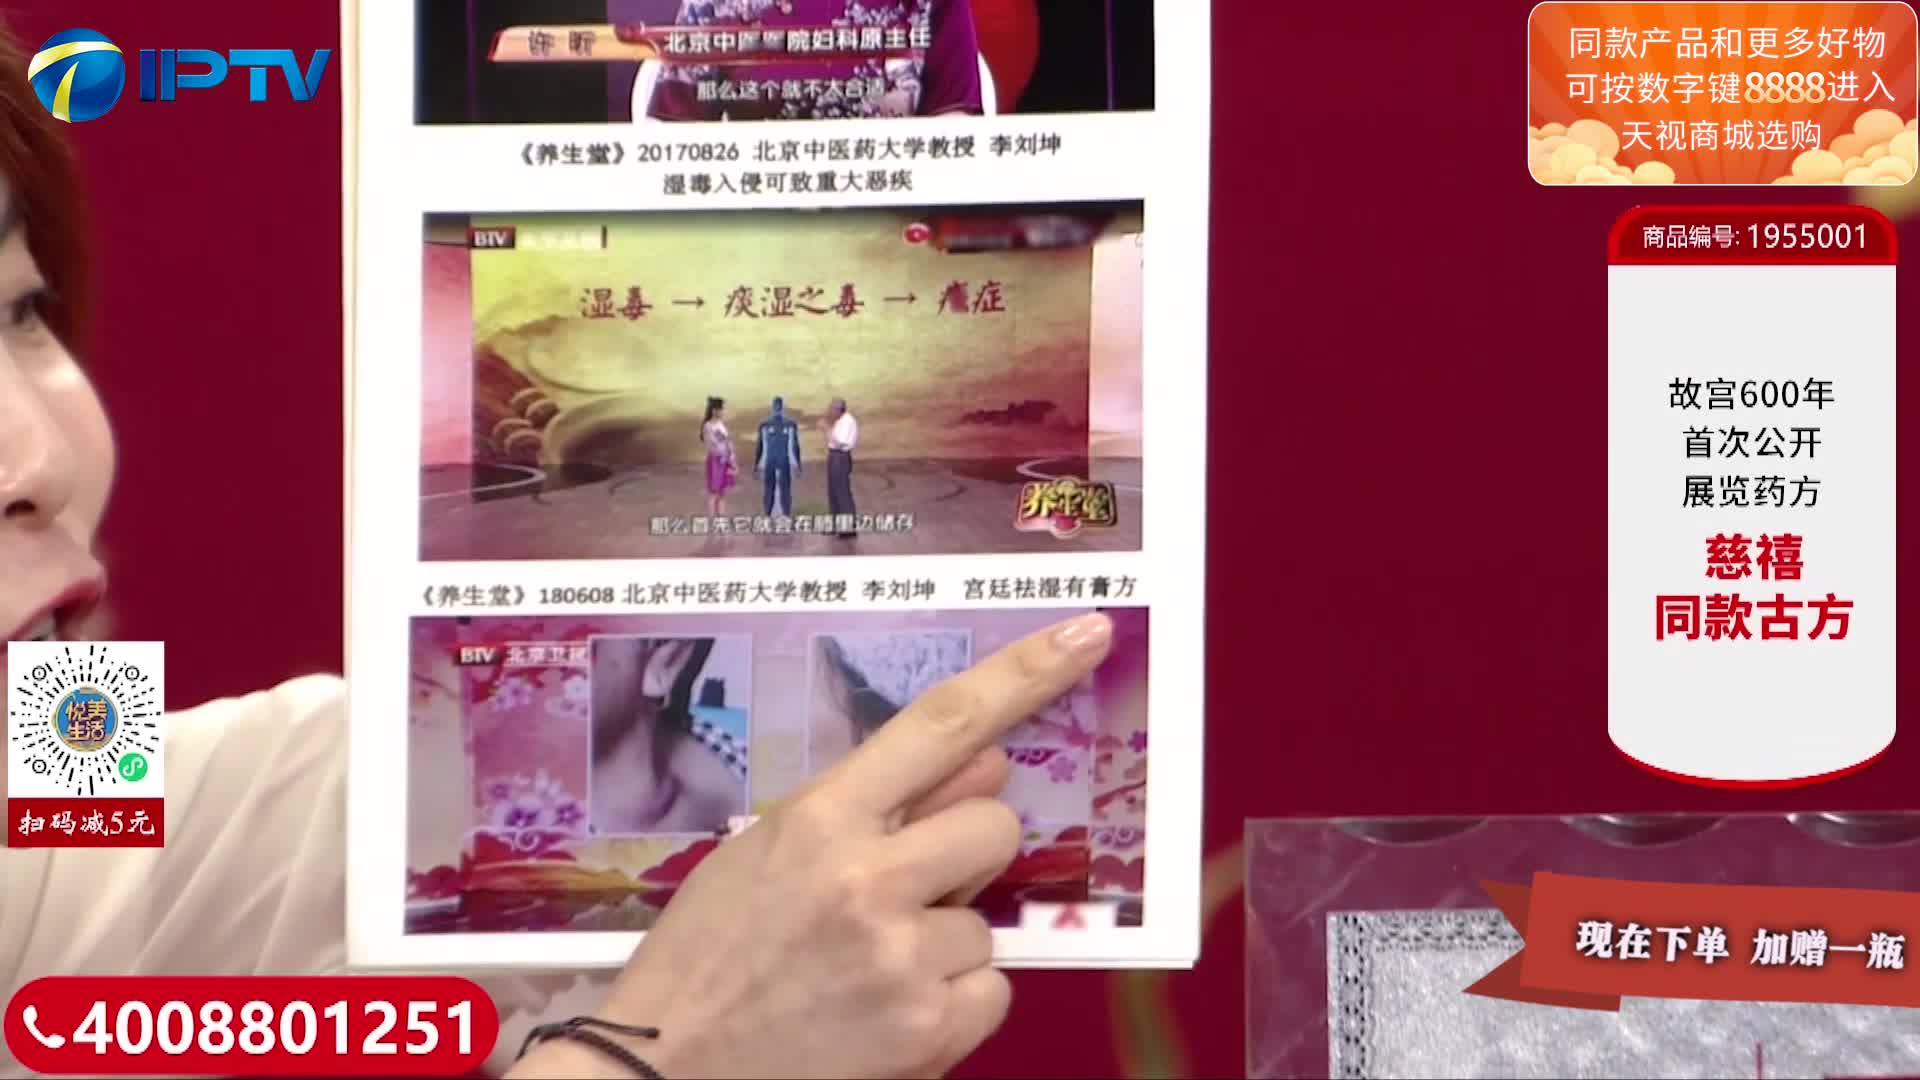 IPTV
许昕
北京中医医院妇科原主任
那么这个就不太合适
《养生堂》20170826 北京中医药大学教授 李刘坤
湿毒入侵可致重大恶疾
BTV
湿毒 → 痰湿之毒 → 癥症
那么首先它就会在肺里边储存
养生堂
《养生堂》180608 北京中医药大学教授 李刘坤 宫廷祛湿有膏方
BTV 北京卫视
同款产品和更多好物
可按数字键8888进入
天视商城选购
商品编号: 1955001
故宫600年
首次公开
展览药方
慈禧
同款古方
悦美
生活
扫码减5元
现在下单 加赠一瓶
4008801251